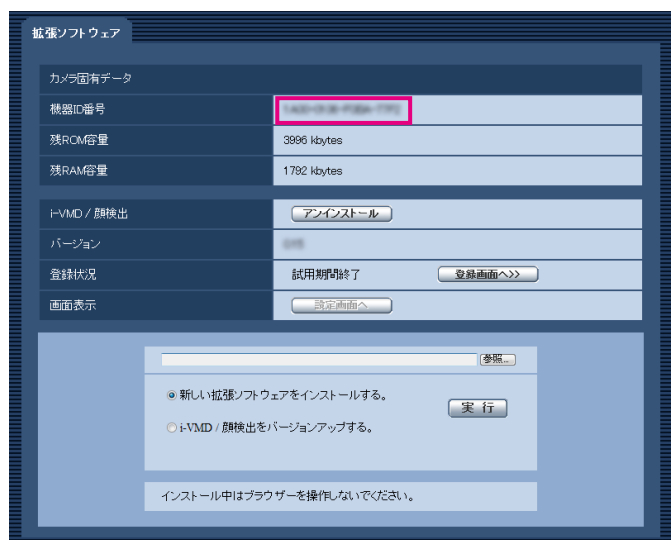 拡張ソフトウェア
カメラ固有データ
機器ID番号
残ROM容量 3996 kbytes
残RAM容量 1792 kbytes
i-VMD / 顔検出 アンインストール
バージョン
登録状況 試用期間終了 登録画面へ>>
画面表示 設定画面へ
参照...
新しい拡張ソフトウェアをインストールする。
実 行
i-VMD / 顔検出をバージョンアップする。
インストール中はブラウザーを操作しないでください。